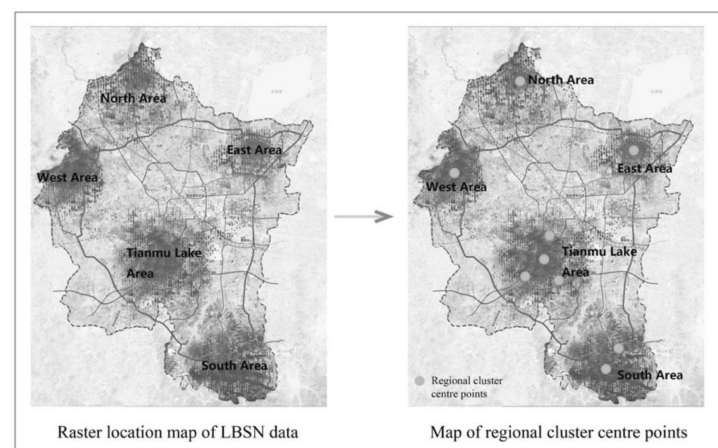 North Area
East Area
West Area
Tianmu Lake
Area
South Area
Raster location map of LBSN data
North Area
East Area
West Area
Tianmu Lake
Area
South Area
Regional cluster
centre points
Map of regional cluster centre points